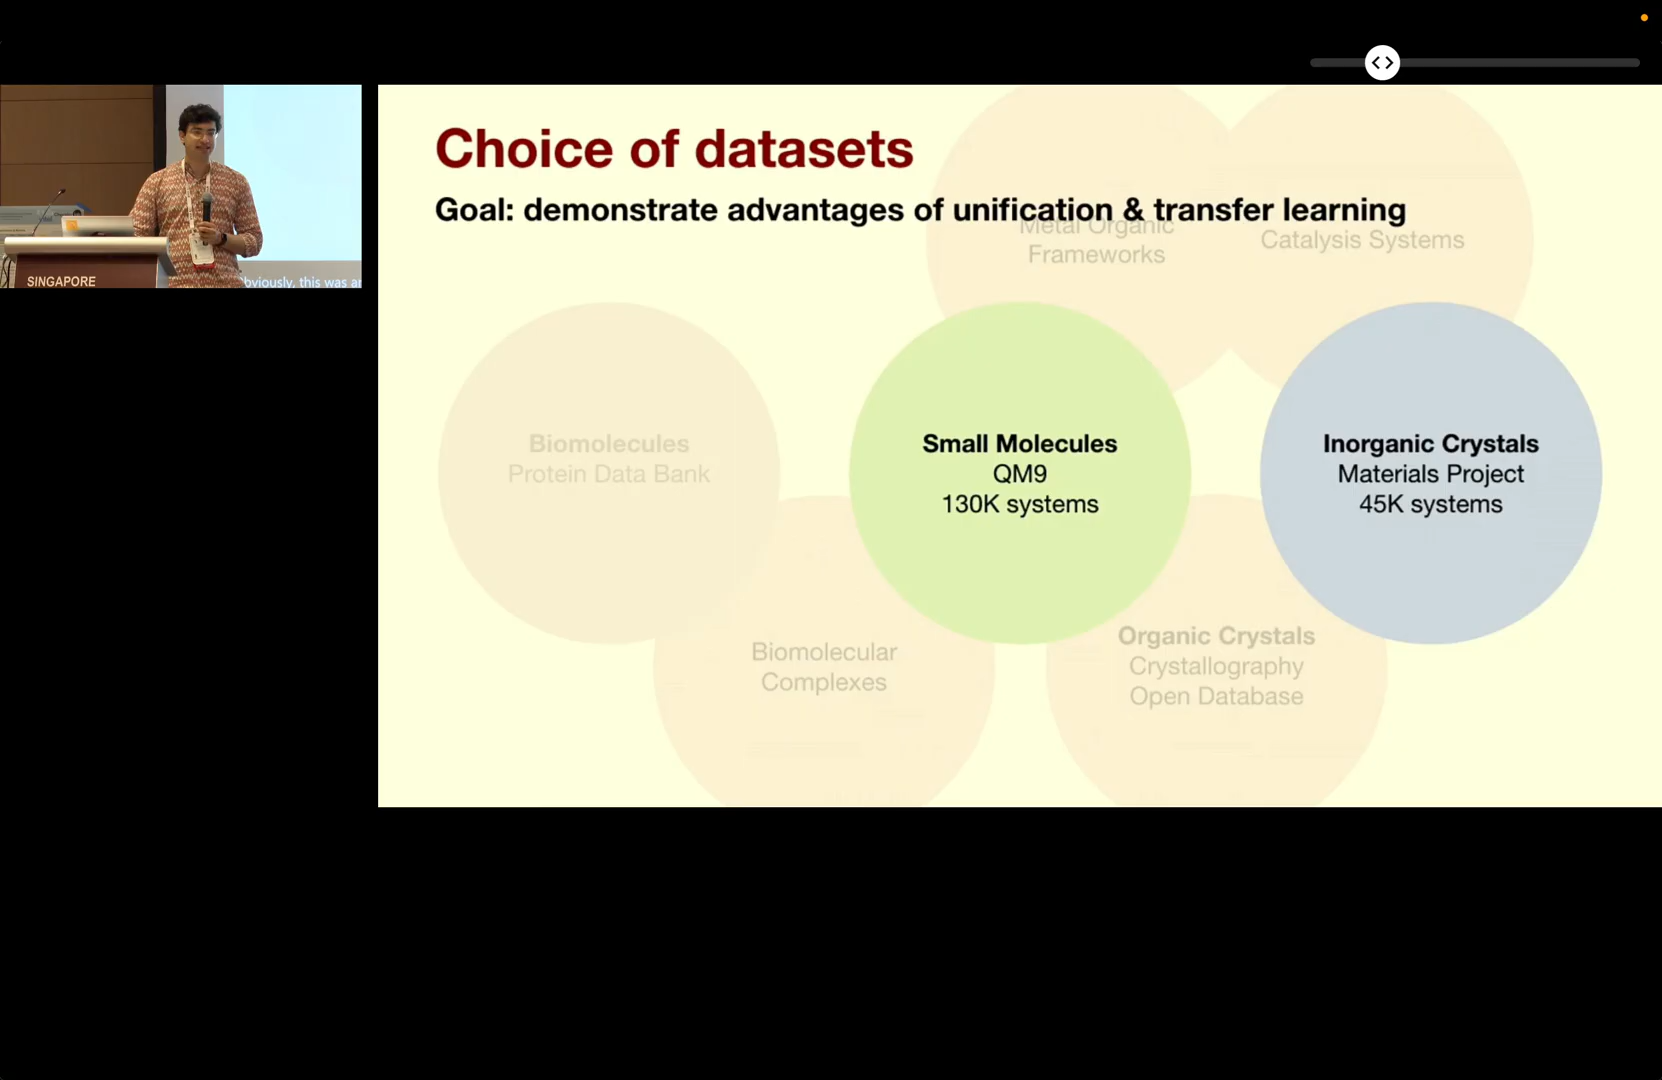 Choice of datasets
Goal: demonstrate advantages of unification & transfer learning
Metal Organic
Frameworks
Catalysis Systems
Biomolecules
Protein Data Bank
Small Molecules
QM9
130K systems
Inorganic Crystals
Materials Project
45K systems
Biomolecular
Complexes
Organic Crystals
Crystallography
Open Database
SINGAPORE
bviously, this was ar